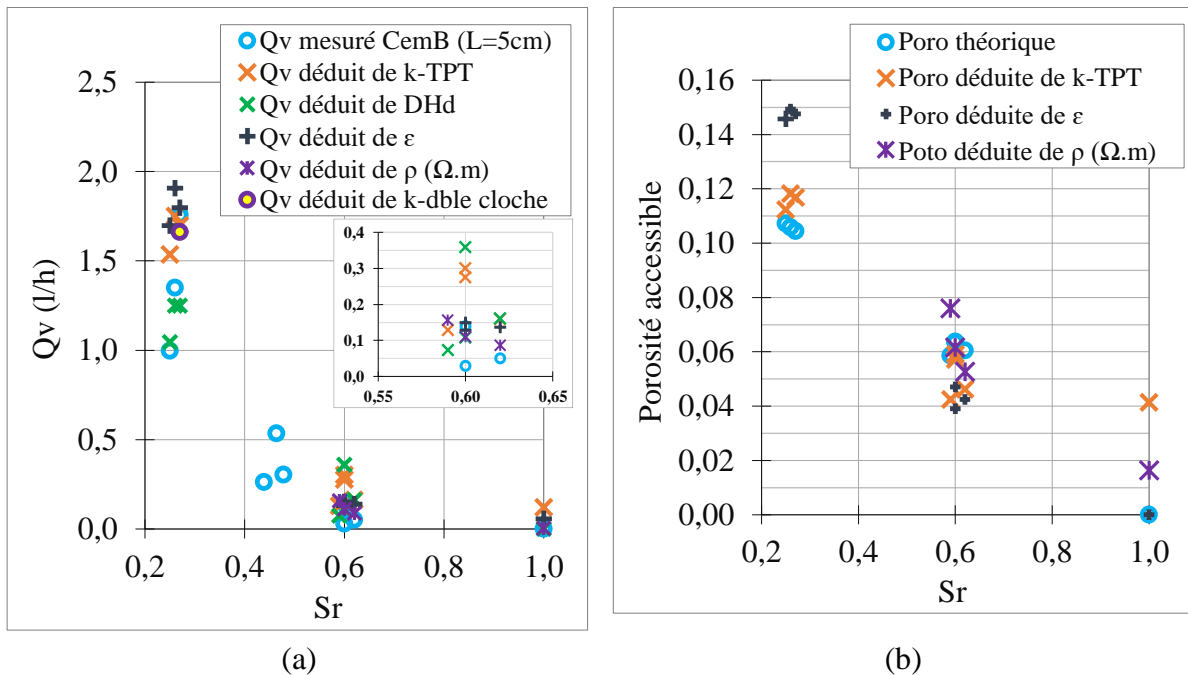 (a)
Qv mesuré CemB (L=5cm)
Qv déduit de k-TPT
Qv déduit de DHd
Qv déduit de ε
Qv déduit de ρ (Ω.m)
Qv déduit de k-dble cloche
2,5
2,0
1,5
1,0
0,5
0,0
Qv (l/h)
0,2 0,4 0,6 0,8 1,0
Sr
0,4
0,3
0,2
0,1
0,0
0,55 0,60 0,65
(b)
Poro théorique
Poro déduite de k-TPT
Poro déduite de ε
Poto déduite de ρ (Ω.m)
0,16
0,14
0,12
0,10
0,08
0,06
0,04
0,02
0,00
Porosité accessible
0,2 0,4 0,6 0,8 1,0
Sr
(a)
(b)